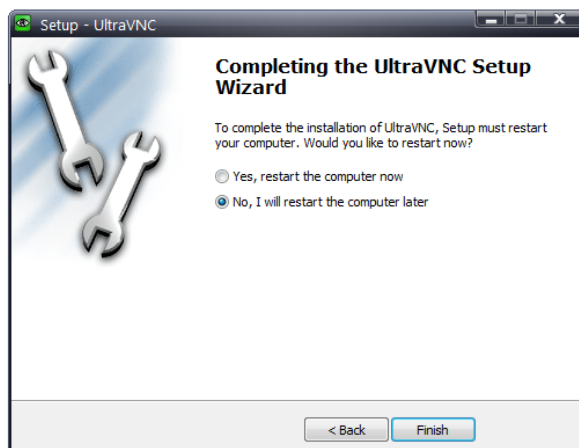 Setup - UltraVNC
Completing the UltraVNC Setup
Wizard
To complete the installation of UltraVNC, Setup must restart
your computer. Would you like to restart now?
Yes, restart the computer now
No, I will restart the computer later
< Back
Finish